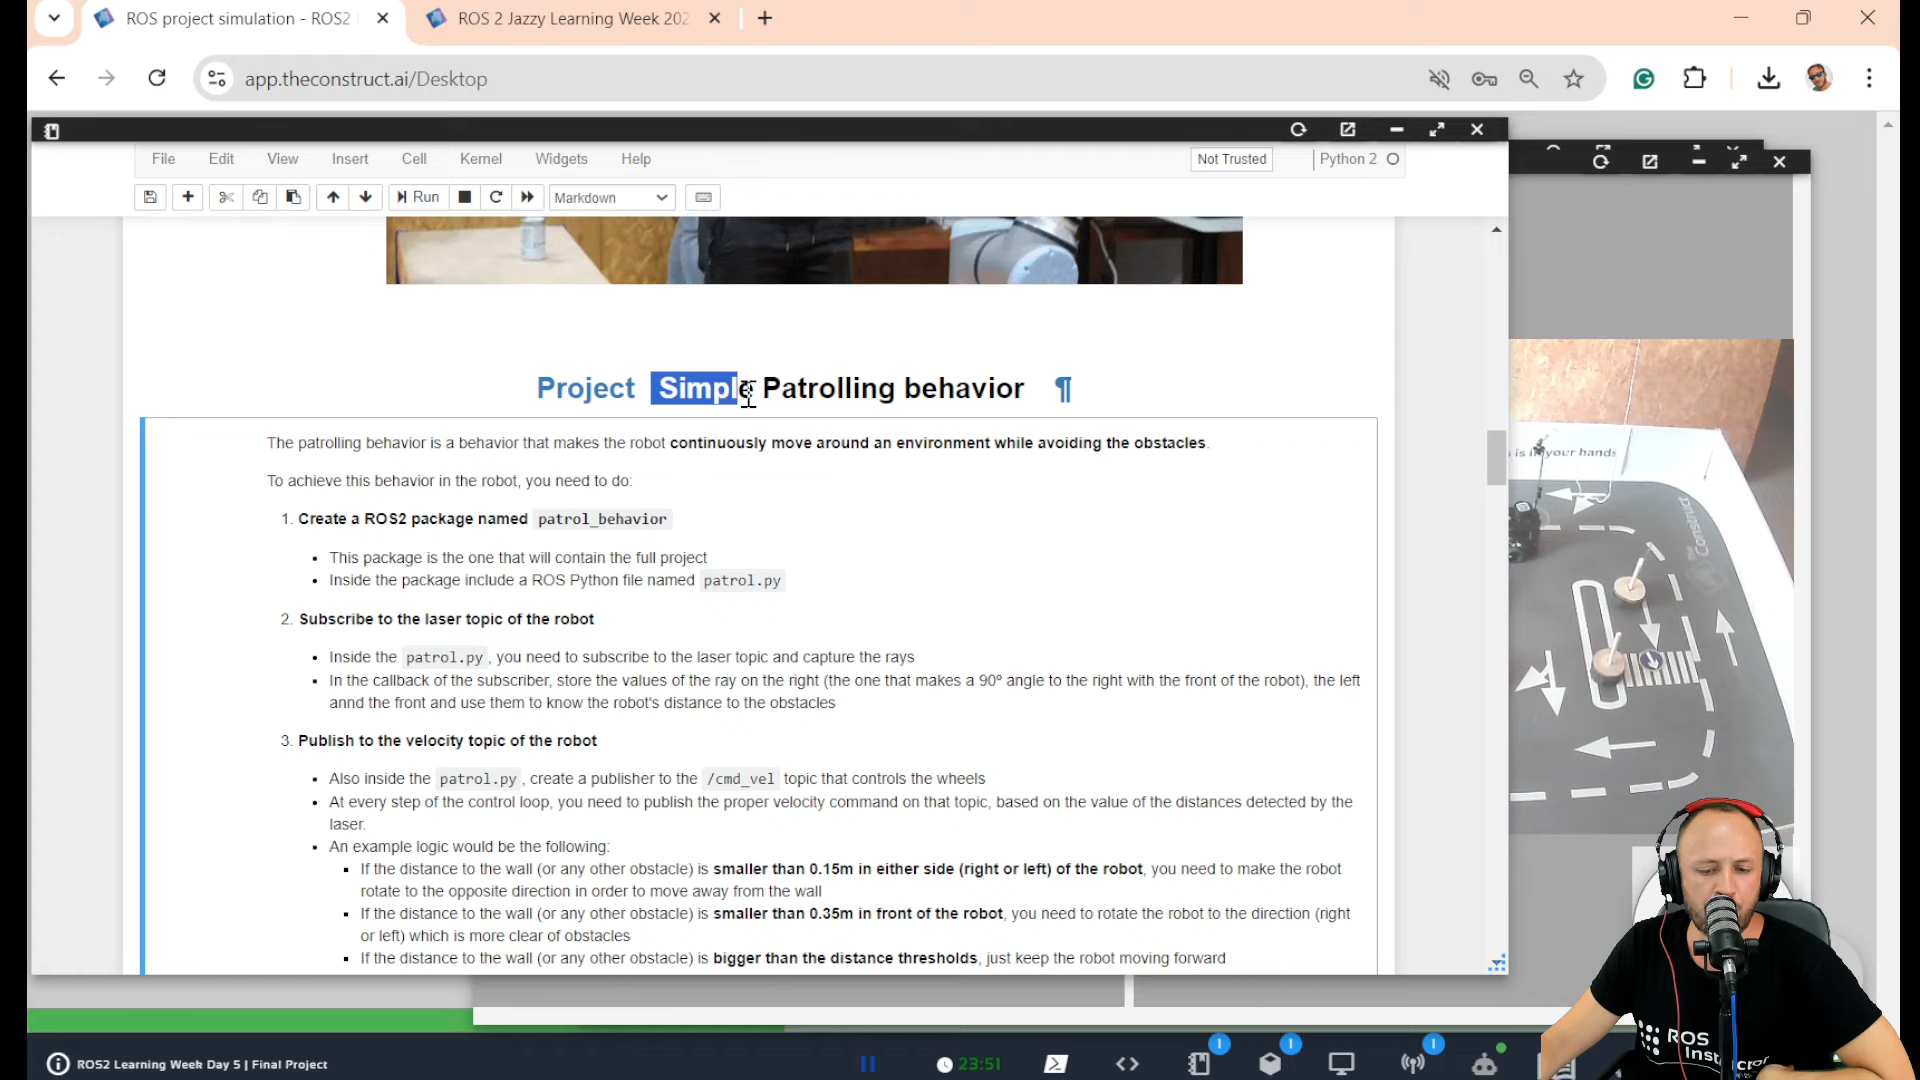 ROS project simulation - ROS2
ROS 2 Jazzy Learning Week 202
app.theconstruct.ai/Desktop
File Edit View Insert Cell Kernel Widgets Help
Not Trusted
Python 2
Run
Markdown
Project Simple Patrolling behavior ¶
The patrolling behavior is a behavior that makes the robot continuously move around an environment while avoiding the obstacles.
To achieve this behavior in the robot, you need to do:
1. Create a ROS2 package named patrol_behavior
• This package is the one that will contain the full project
• Inside the package include a ROS Python file named patrol.py
2. Subscribe to the laser topic of the robot
• Inside the patrol.py, you need to subscribe to the laser topic and capture the rays
• In the callback of the subscriber, store the values of the ray on the right (the one that makes a 90º angle to the right with the front of the robot), the left
annd the front and use them to know the robot's distance to the obstacles
3. Publish to the velocity topic of the robot
• Also inside the patrol.py, create a publisher to the /cmd_vel topic that controls the wheels
• At every step of the control loop, you need to publish the proper velocity command on that topic, based on the value of the distances detected by the
laser.
• An example logic would be the following:
▪ If the distance to the wall (or any other obstacle) is smaller than 0.15m in either side (right or left) of the robot, you need to make the robot
rotate to the opposite direction in order to move away from the wall
▪ If the distance to the wall (or any other obstacle) is smaller than 0.35m in front of the robot, you need to rotate the robot to the direction (right
or left) which is more clear of obstacles
▪ If the distance to the wall (or any other obstacle) is bigger than the distance thresholds, just keep the robot moving forward
is in your hands
The Construct
ROS2 Learning Week Day 5 | Final Project
23:51
1
1
1
ROS